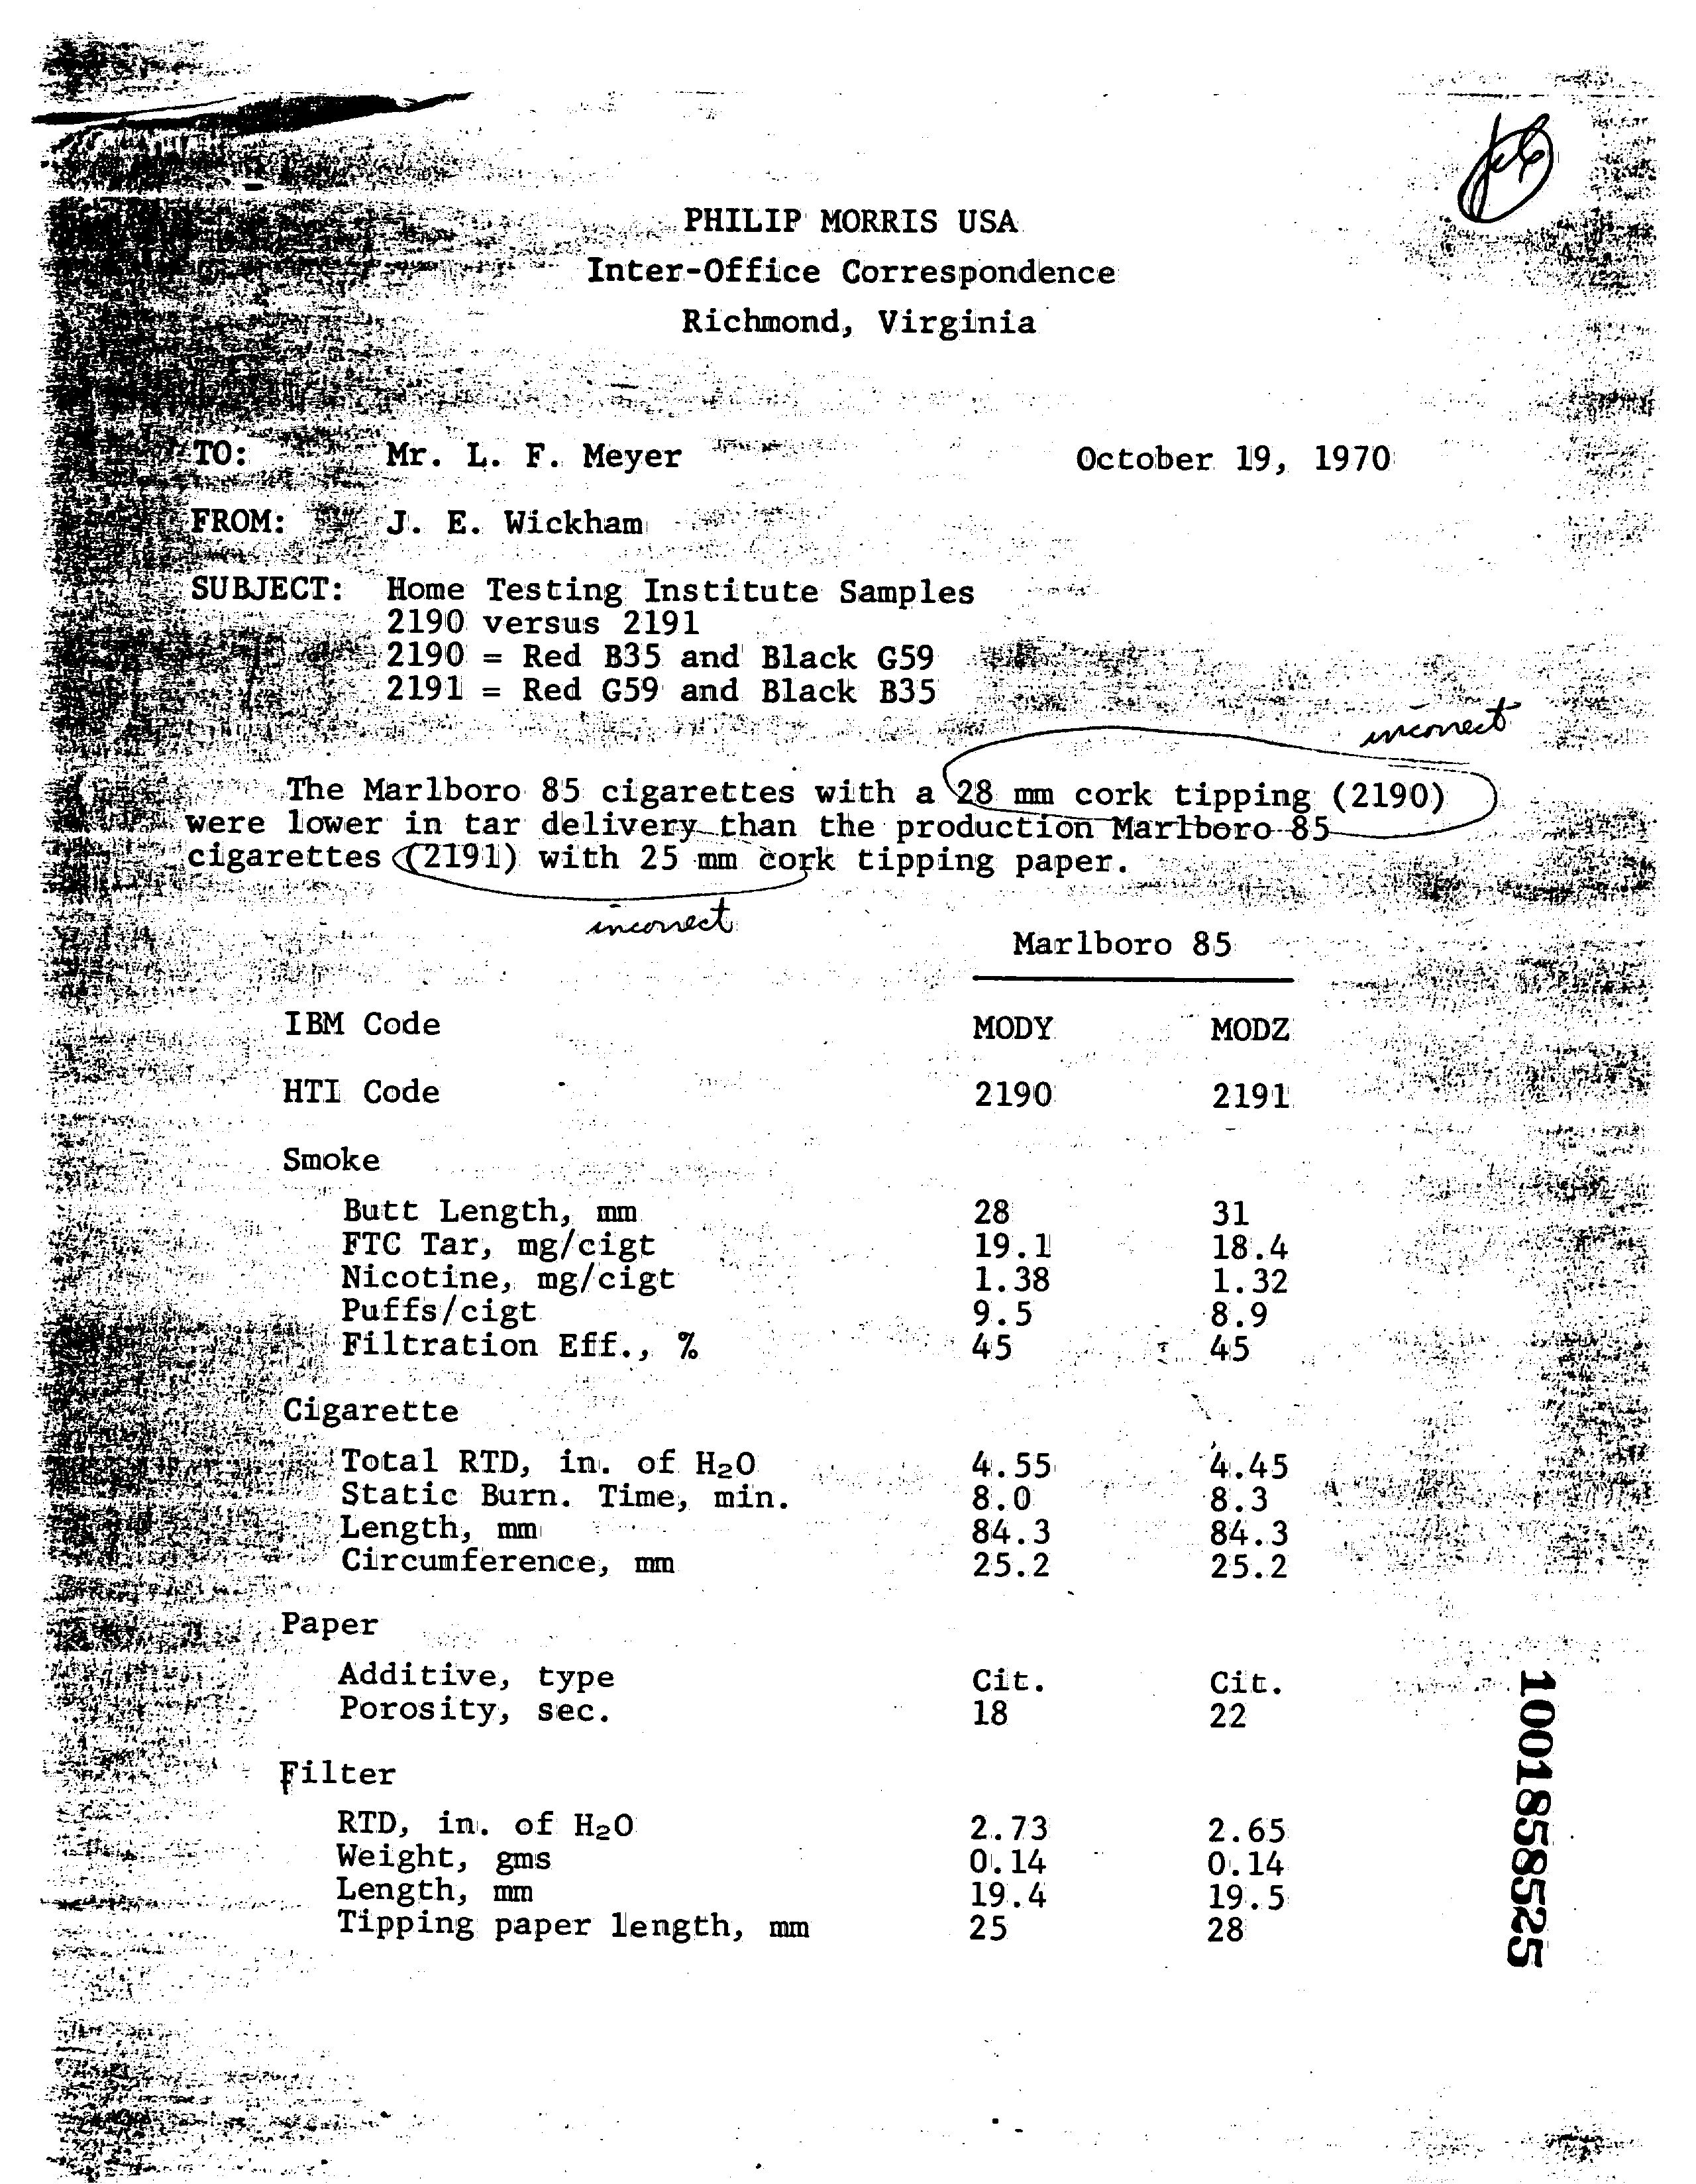 PHILIP MORRIS USA
Inter-Office Correspondence
Richmond, Virginia
TO: Mr. L. F. Meyer October 19, 1970
FROM: J. E. Wickham
SUBJECT: Home Testing Institute Samples
2190 versus 2191
2190 = Red B35 and Black G59
2191 = Red G59 and Black B35
incorrect
The Marlboro 85 cigarettes with a 28 mm cork tipping (2190)
were lower in tar delivery than the production Marlboro 85
cigarettes (2191) with 25 mm cork tipping paper.
incorrect
Marlboro 85
IBM Code MODY MODZ
HTI Code 2190 2191
Smoke
Butt Length, mm 28 31
FTC Tar, mg/cigt 19.1 18.4
Nicotine, mg/cigt 1.38 1.32
Puffs/cigt 9.5 8.9
Filtration Eff., % 45 45
Cigarette
Total RTD, in. of H2O 4.55 4.45
Static Burn. Time, min. 8.0 8.3
Length, mm 84.3 84.3
Circumference, mm 25.2 25.2
Paper
Additive, type Cit. Cit.
Porosity, sec. 18 22
Filter
RTD, in. of H2O 2.73 2.65
Weight, gms 0.14 0.14
Length, mm 19.4 19.5
Tipping paper length, mm 25 28
1001858525